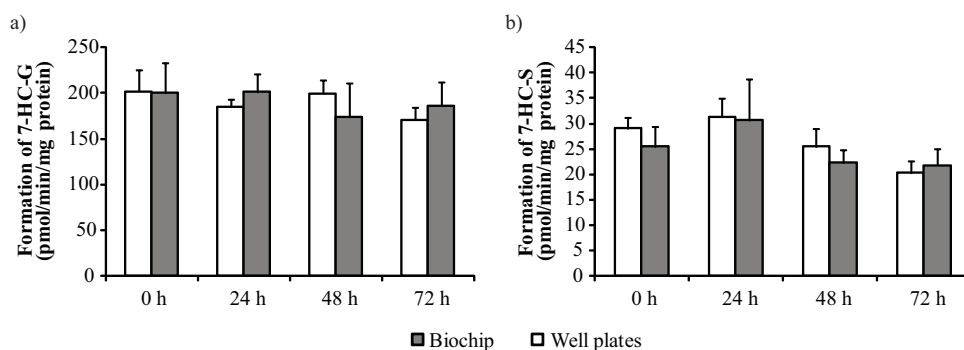 a)
Formation of 7-HC-G
(pmol/min/mg protein)
250
200
150
100
50
0
0 h 24 h 48 h 72 h
b)
Formation of 7-HC-S
(pmol/min/mg protein)
45
40
35
30
25
20
15
10
5
0
0 h 24 h 48 h 72 h
Biochip Well plates